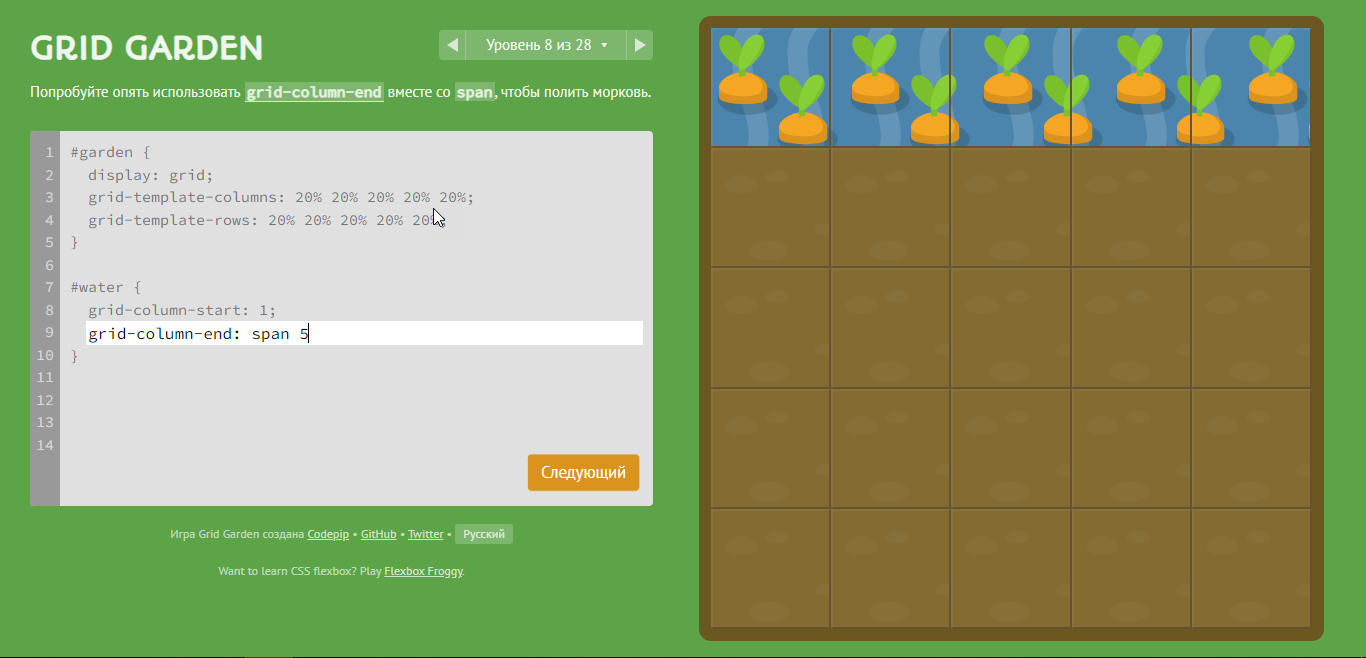 GRID GARDEN
◀ Уровень 8 из 28 ▾ ▶
Попробуйте опять использовать grid-column-end вместе со span, чтобы полить морковь.
1 #garden {
2 display: grid;
3 grid-template-columns: 20% 20% 20% 20% 20%;
4 grid-template-rows: 20% 20% 20% 20% 20%;
5 }
6
7 #water {
8 grid-column-start: 1;
9 grid-column-end: span 5
10 }
11
12
13
14
Следующий
Игра Grid Garden создана Codepip • GitHub • Twitter • Русский
Want to learn CSS flexbox? Play Flexbox Froggy.